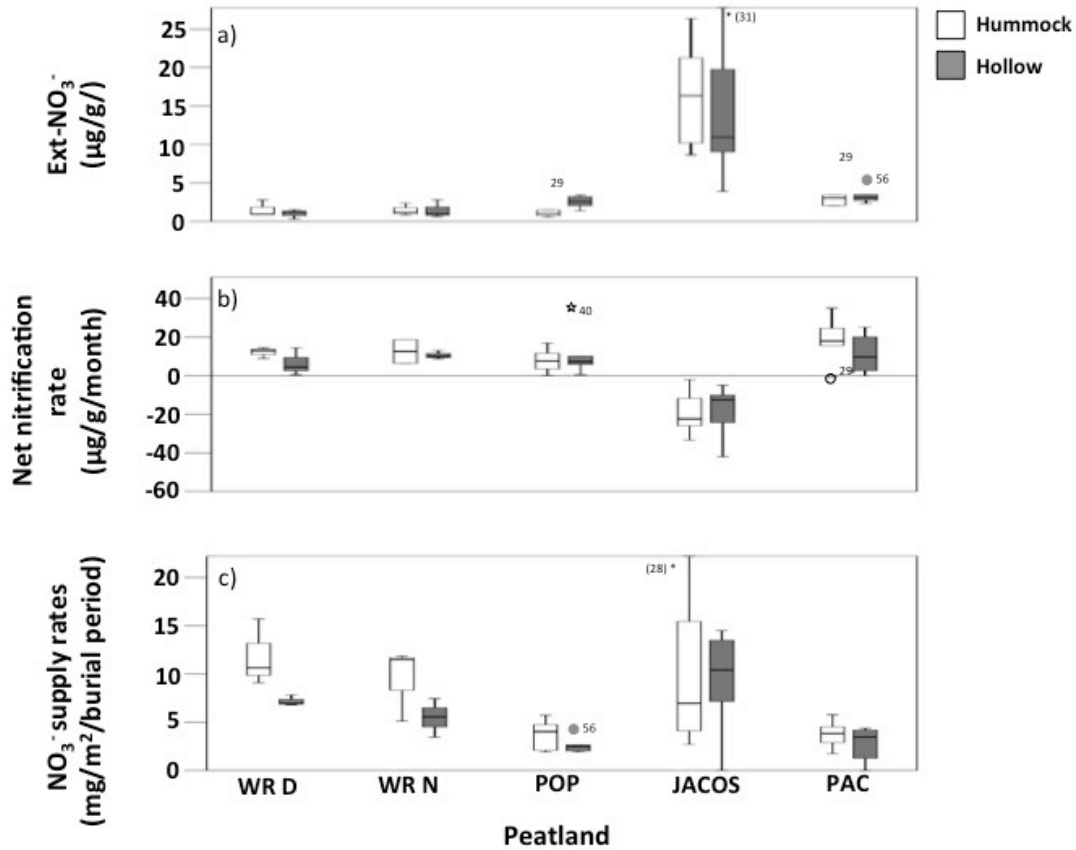 a)
Ext-NO₃⁻
(µg/g/)
25
20
15
10
5
0
* (31)
29
29
56
Hummock
Hollow
b)
Net nitrification
rate
(µg/g/month)
40
20
0
-20
-40
-60
40
29
c)
NO₃⁻ supply rates
(mg/m²/burial period)
20
15
10
5
0
(28) *
56
WR D
WR N
POP
JACOS
PAC
Peatland